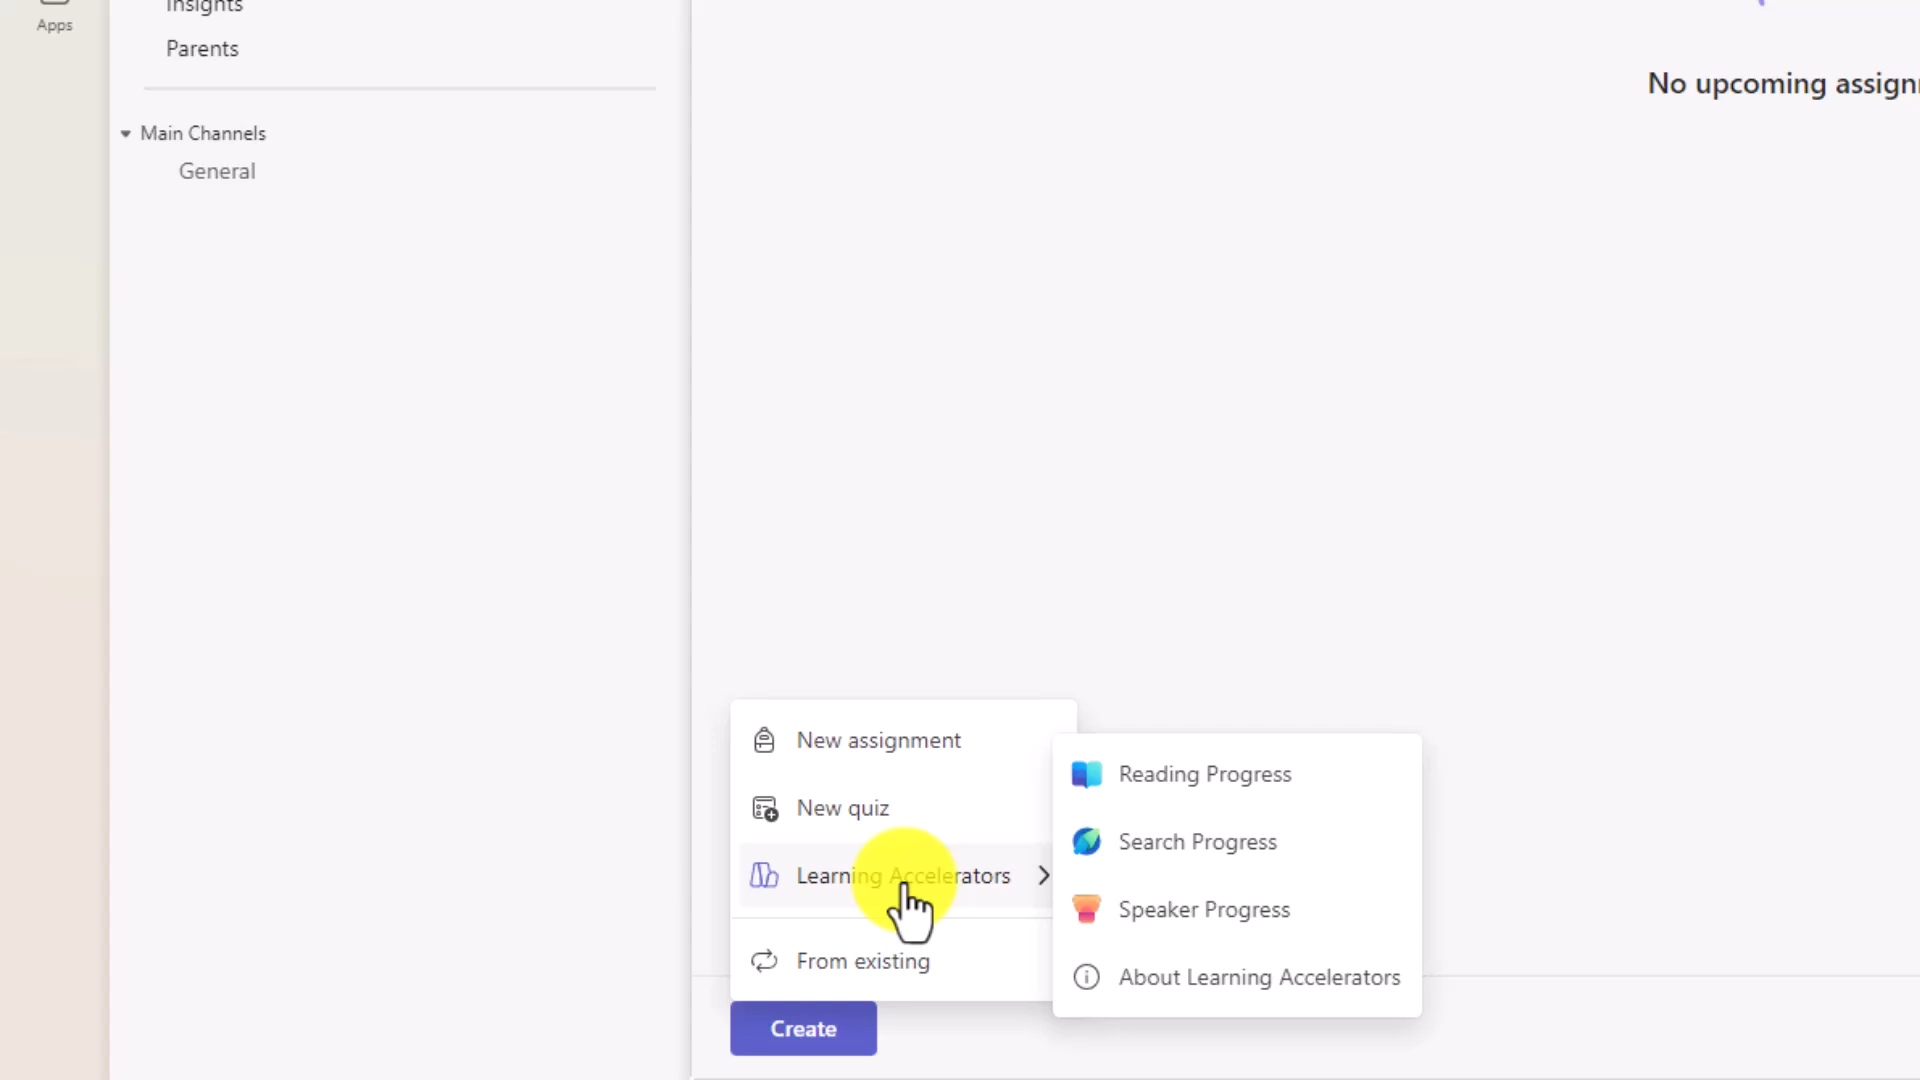 Apps
Insights
Parents
Main Channels
General
No upcoming
New assignment
New quiz
Learning Accelerators
From existing
Create
Reading Progress
Search Progress
Speaker Progress
About Learning Accelerators